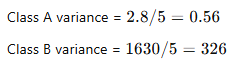 Class A variance = 2.8/5 = 0.56
Class B variance = 1630/5 = 326